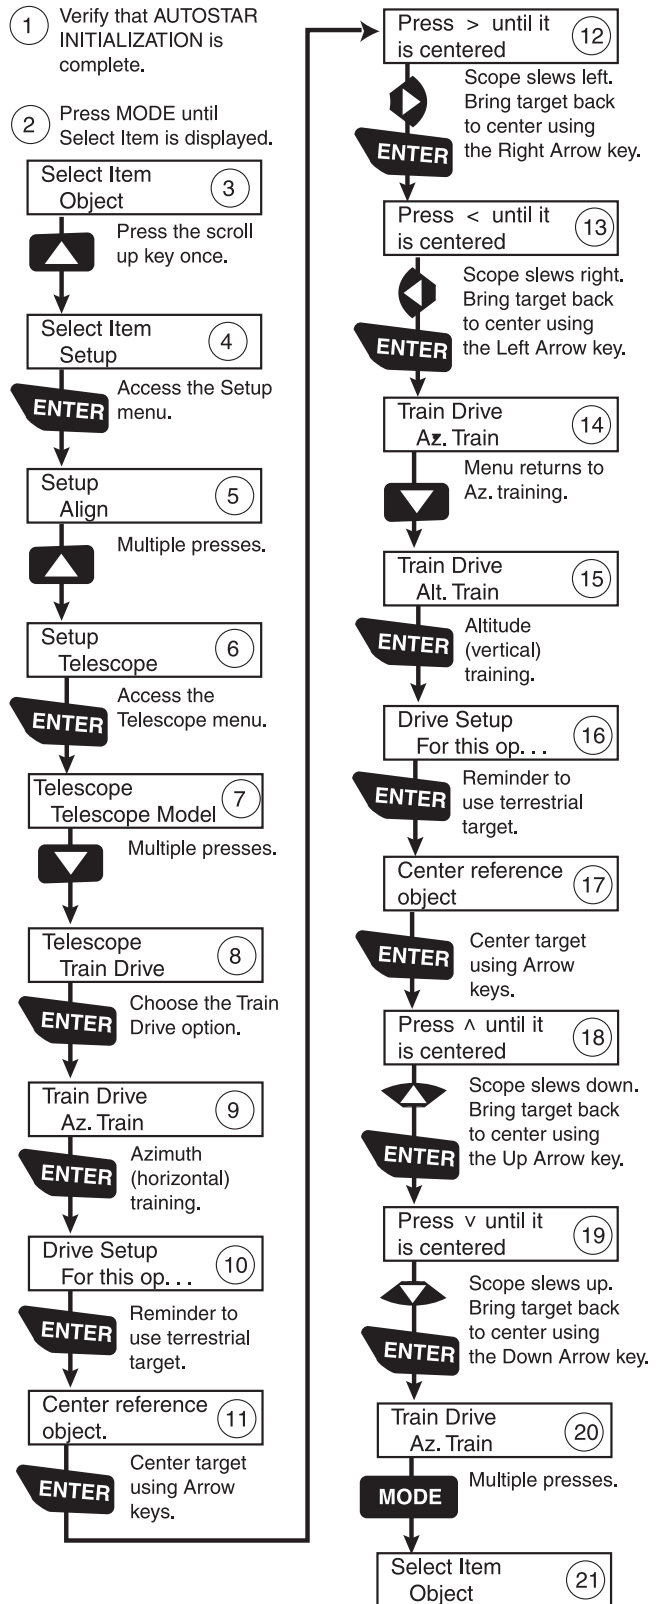 1
Verify that AUTOSTAR
INITIALIZATION is
complete.
2
Press MODE until
Select Item is displayed.
Select Item
Object
3
Press the scroll
up key once.
Select Item
Setup
4
ENTER
Access the Setup
menu.
Setup
Align
5
Multiple presses.
Setup
Telescope
6
ENTER
Access the
Telescope menu.
Telescope
Telescope Model
7
Multiple presses.
Telescope
Train Drive
8
ENTER
Choose the Train
Drive option.
Train Drive
Az. Train
9
ENTER
Azimuth
(horizontal)
training.
Drive Setup
For this op. . .
10
ENTER
Reminder to
use terrestrial
target.
Center reference
object.
11
ENTER
Center target
using Arrow
keys.
Press > until it
is centered
12
Scope slews left.
Bring target back
to center using
the Right Arrow key.
ENTER
Press < until it
is centered
13
Scope slews right.
Bring target back
to center using
the Left Arrow key.
ENTER
Train Drive
Az. Train
14
Menu returns to
Az. training.
Train Drive
Alt. Train
15
ENTER
Altitude
(vertical)
training.
Drive Setup
For this op. . .
16
ENTER
Reminder to
use terrestrial
target.
Center reference
object
17
ENTER
Center target
using Arrow
keys.
Press ^ until it
is centered
18
Scope slews down.
Bring target back
to center using
the Up Arrow key.
ENTER
Press v until it
is centered
19
Scope slews up.
Bring target back
to center using
the Down Arrow key.
ENTER
Train Drive
Az. Train
20
MODE
Multiple presses.
Select Item
Object
21